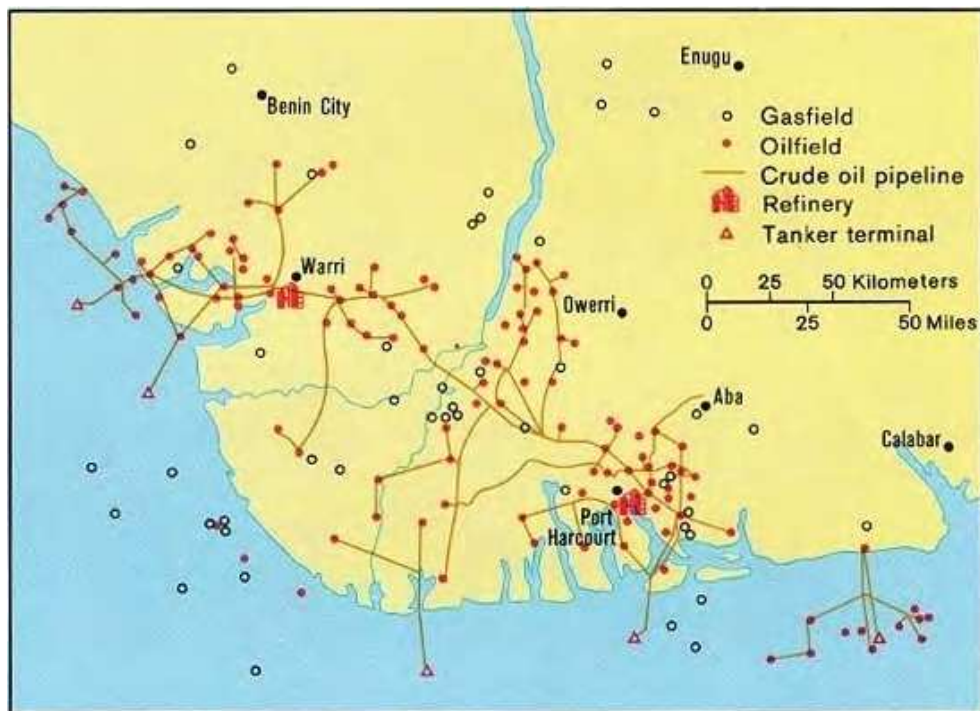 Enugu
Benin City
Gasfield
Oilfield
Crude oil pipeline
Refinery
Tanker terminal
Warri
0 25 50 Kilometers
0 25 50 Miles
Owerri
Aba
Calabar
Port
Harcourt